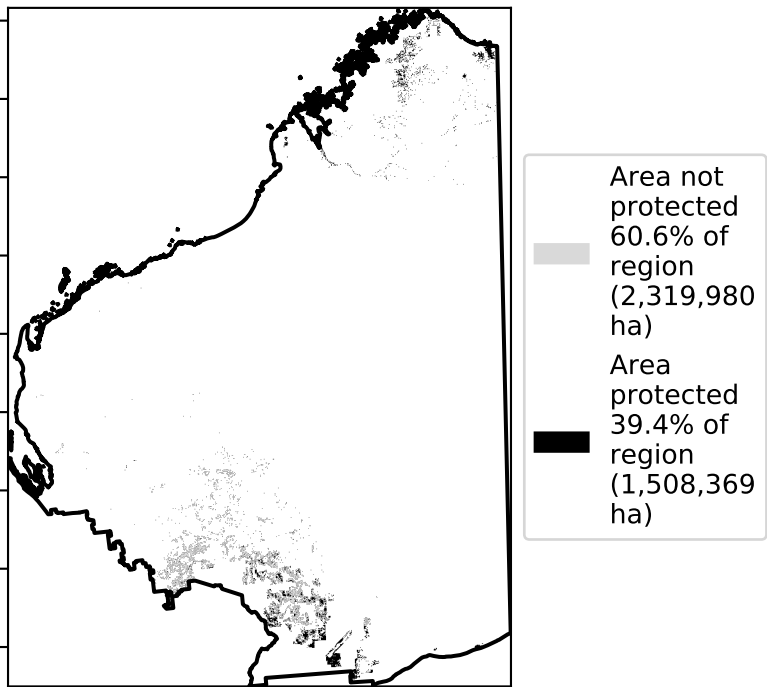 Area not
protected
60.6% of
region
(2,319,980
ha)
Area
protected
39.4% of
region
(1,508,369
ha)